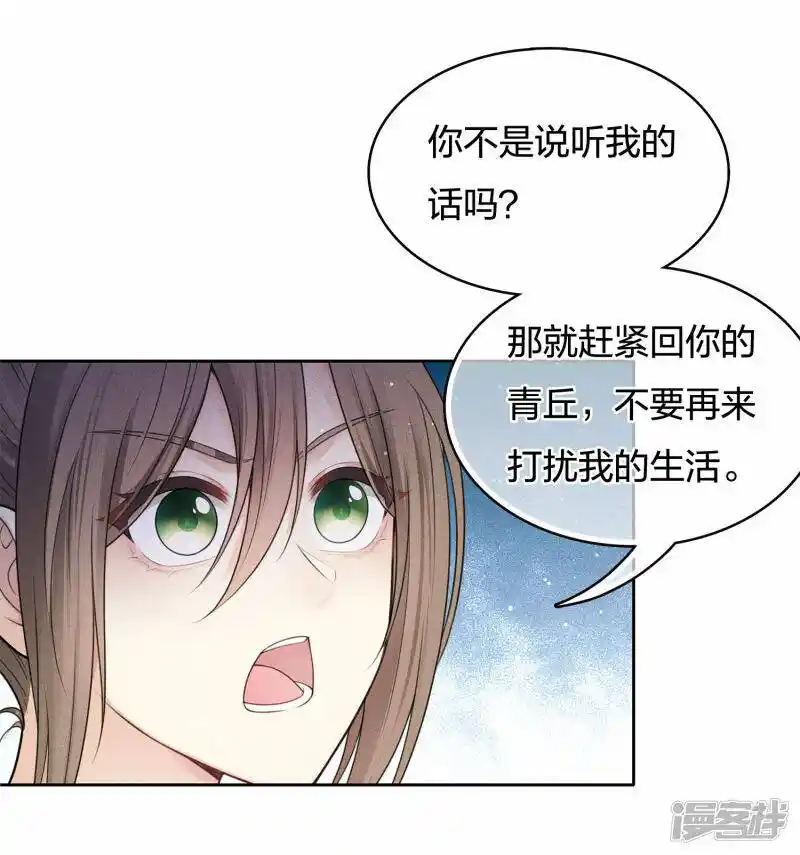 你不是说听我的
话吗？
那就赶紧回你的
青丘，不要再来
打扰我的生活。
漫客栈